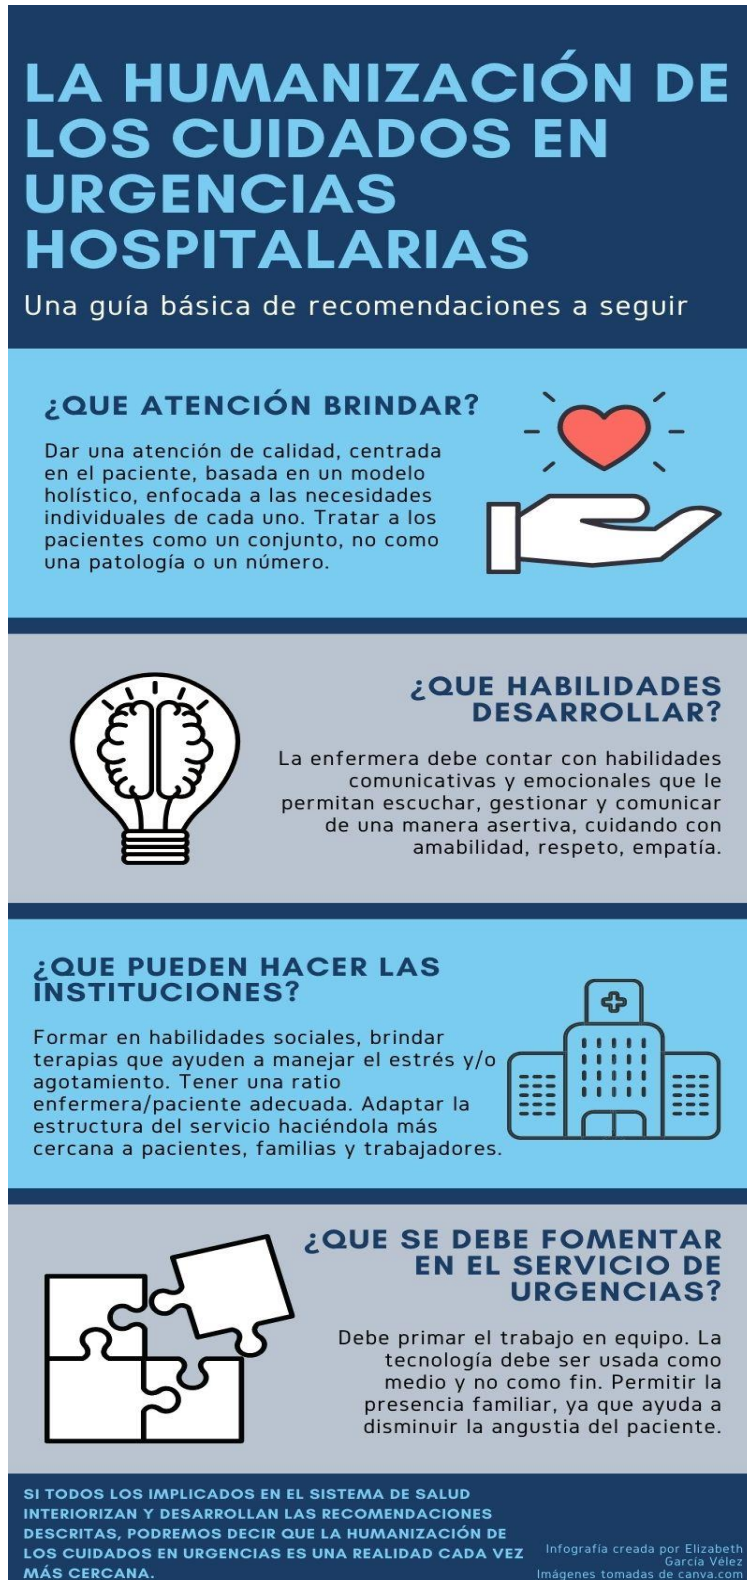 LA HUMANIZACIÓN DE
LOS CUIDADOS EN
URGENCIAS
HOSPITALARIAS
Una guía básica de recomendaciones a seguir
¿QUE ATENCIÓN BRINDAR?
Dar una atención de calidad, centrada
en el paciente, basada en un modelo
holístico, enfocada a las necesidades
individuales de cada uno. Tratar a los
pacientes como un conjunto, no como
una patología o un número.
¿QUE HABILIDADES
DESARROLLAR?
La enfermera debe contar con habilidades
comunicativas y emocionales que le
permitan escuchar, gestionar y comunicar
de una manera asertiva, cuidando con
amabilidad, respeto, empatía.
¿QUE PUEDEN HACER LAS
INSTITUCIONES?
Formar en habilidades sociales, brindar
terapias que ayuden a manejar el estrés y/o
agotamiento. Tener una ratio
enfermera/paciente adecuada. Adaptar la
estructura del servicio haciéndola más
cercana a pacientes, familias y trabajadores.
¿QUE SE DEBE FOMENTAR
EN EL SERVICIO DE
URGENCIAS?
Debe primar el trabajo en equipo. La
tecnología debe ser usada como
medio y no como fin. Permitir la
presencia familiar, ya que ayuda a
disminuir la angustia del paciente.
SI TODOS LOS IMPLICADOS EN EL SISTEMA DE SALUD
INTERIORIZAN Y DESARROLLAN LAS RECOMENDACIONES
DESCRITAS, PODREMOS DECIR QUE LA HUMANIZACIÓN DE
LOS CUIDADOS EN URGENCIAS ES UNA REALIDAD CADA VEZ
MÁS CERCANA.
Infografía creada por Elizabeth
García Vélez
Imágenes tomadas de canva.com